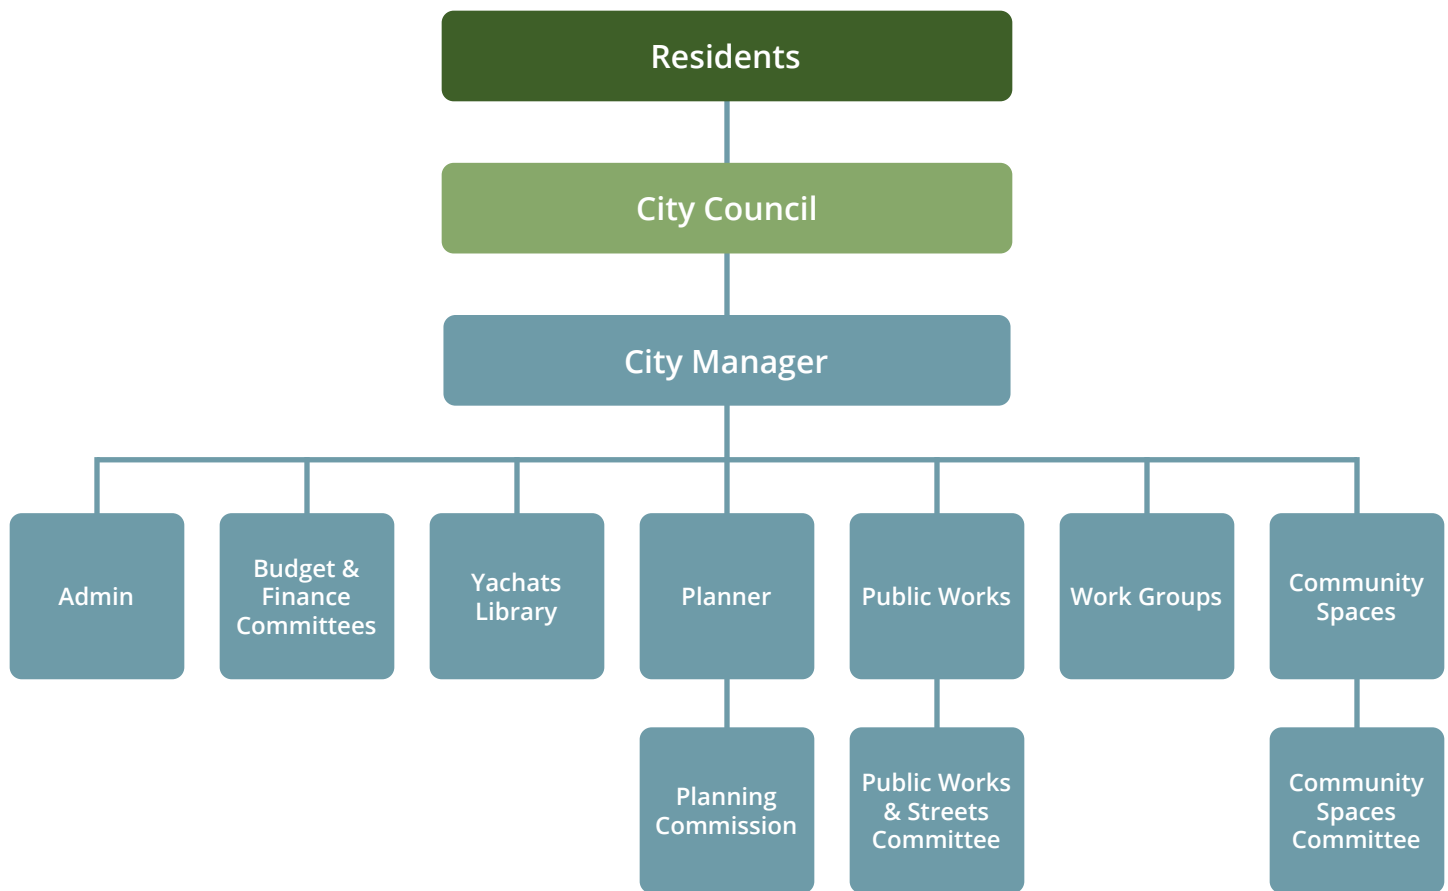 Residents
City Council
City Manager
Admin
Budget &
Finance
Committees
Yachats
Library
Planner
Public Works
Work Groups
Community
Spaces
Planning
Commission
Public Works
& Streets
Committee
Community
Spaces
Committee